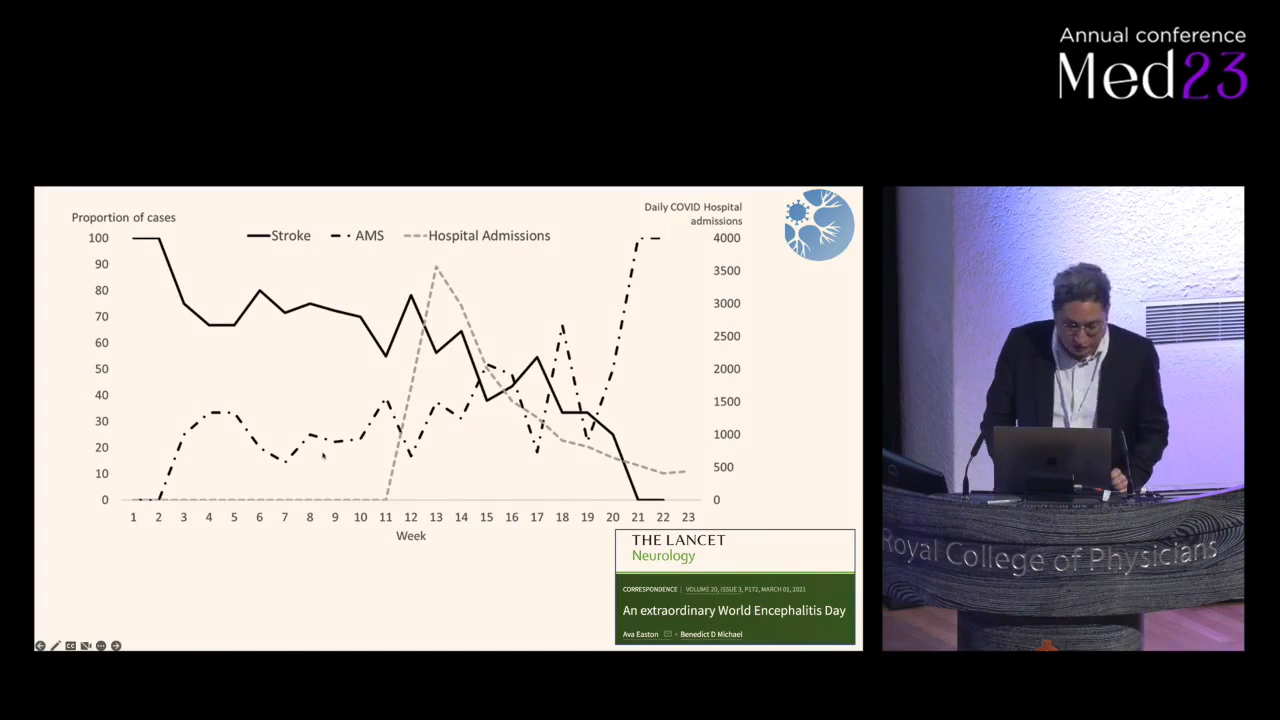 Annual conference
Med23
Proportion of cases
Daily COVID Hospital
admissions
Stroke
AMS
Hospital Admissions
100
90
80
70
60
50
40
30
20
10
0
4000
3500
3000
2500
2000
1500
1000
500
0
1 2 3 4 5 6 7 8 9 10 11 12 13 14 15 16 17 18 19 20 21 22 23
Week
THE LANCET
Neurology
CORRESPONDENCE | VOLUME 20, ISSUE 3, P172, MARCH 01, 2021
An extraordinary World Encephalitis Day
Ava Easton • Benedict D Michael
Royal College of Physicians